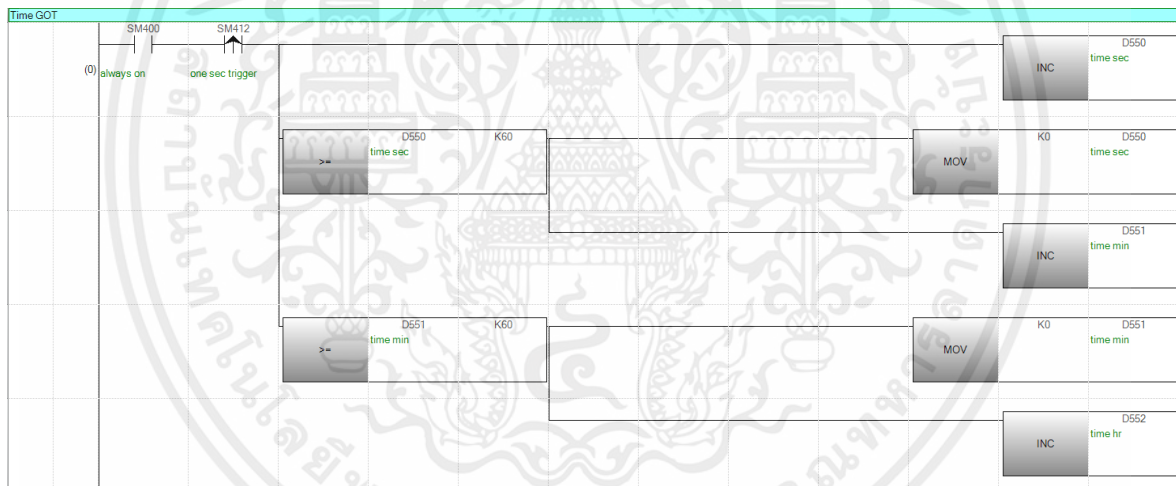 Time GOT
SM400 SM412 D550
(0) always on one sec trigger INC time sec
D550 K60 K0 D550
>= time sec MOV time sec
D551
INC time min
D551 K60 K0 D551
>= time min MOV time min
D552
INC time hr